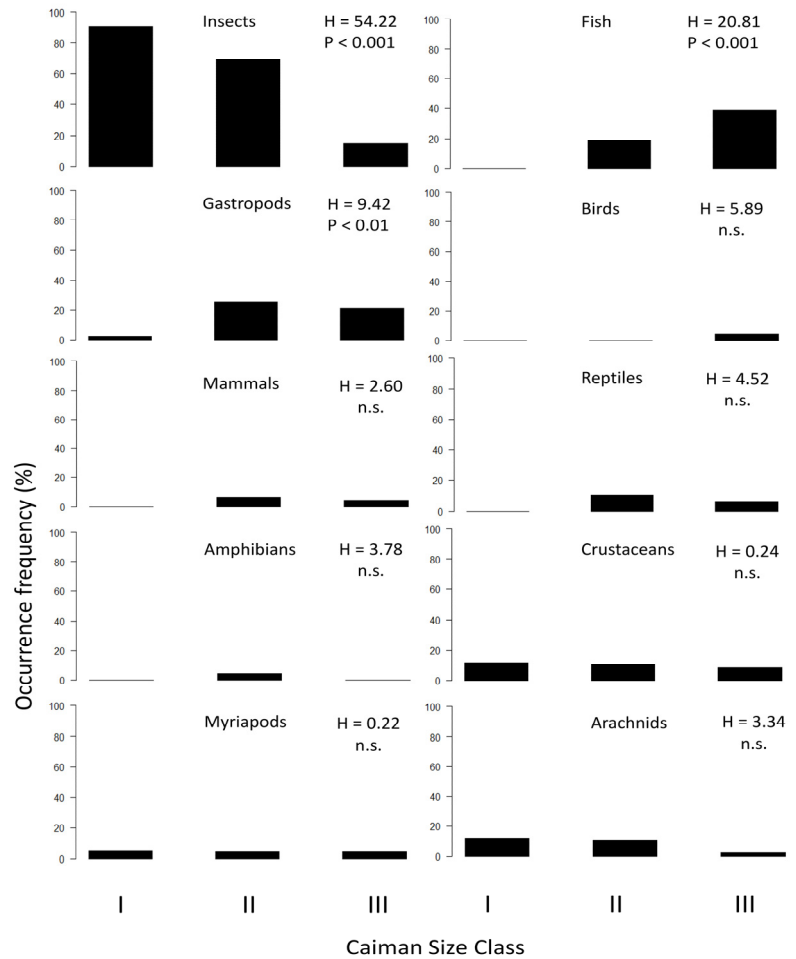 Insects
H = 54.22
P < 0.001
100
80
60
40
20
0
Fish
H = 20.81
P < 0.001
100
80
60
40
20
0
Gastropods
H = 9.42
P < 0.01
100
80
60
40
20
0
Birds
H = 5.89
n.s.
100
80
60
40
20
0
Mammals
H = 2.60
n.s.
100
80
60
40
20
0
Reptiles
H = 4.52
n.s.
100
80
60
40
20
0
Amphibians
H = 3.78
n.s.
100
80
60
40
20
0
Crustaceans
H = 0.24
n.s.
100
80
60
40
20
0
Myriapods
H = 0.22
n.s.
100
80
60
40
20
0
Arachnids
H = 3.34
n.s.
100
80
60
40
20
0
Occurrence frequency (%)
I II III I II III
Caiman Size Class